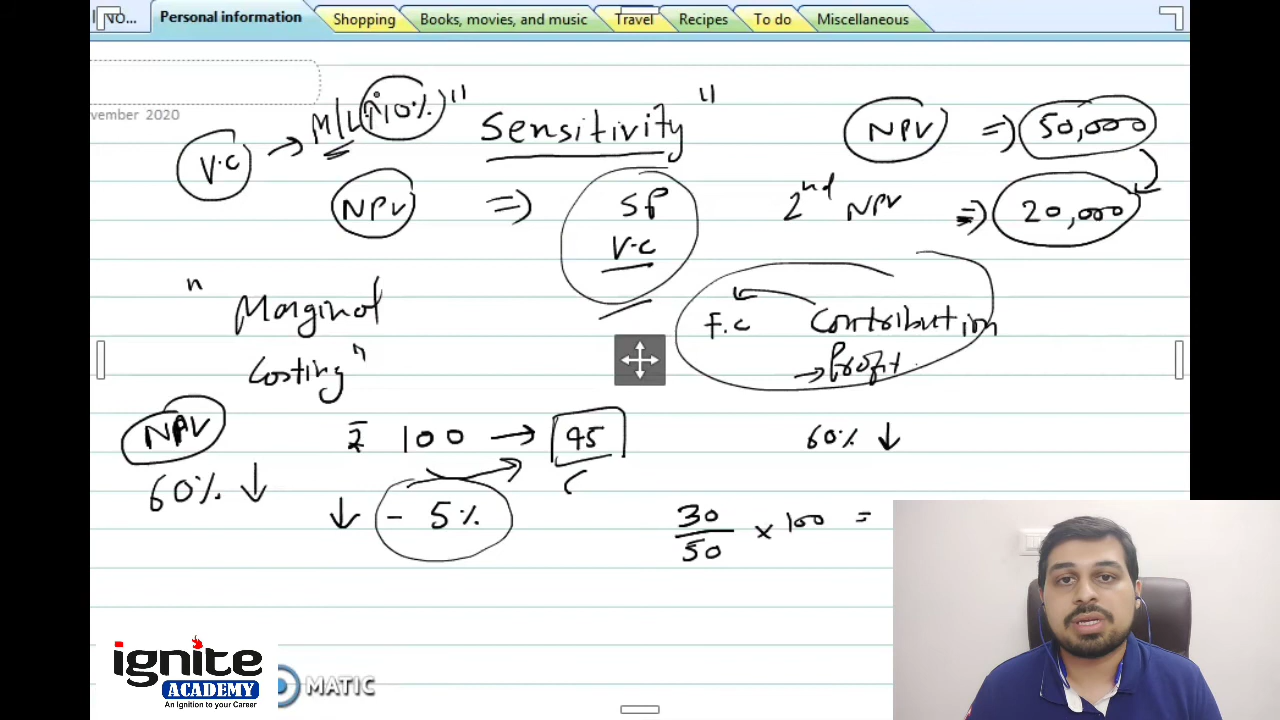 NO...
Personal information
Shopping
Books, movies, and music
Travel
Recipes
To do
Miscellaneous
vember 2020
V.C → M/L ↑10% "
" Sensitivity "
NPV ⇒ 50,000
NPV ⇒ SP
V.C
2nd NPV ⇒ 20,000
" Marginal
Costing "
F.C Contribution
→ Profit
NPV
60% ↓
100 → 95
↓ - 5%
60% ↓
30/50 × 100 =
ignite
ACADEMY
An ignition to your Career
MATIC